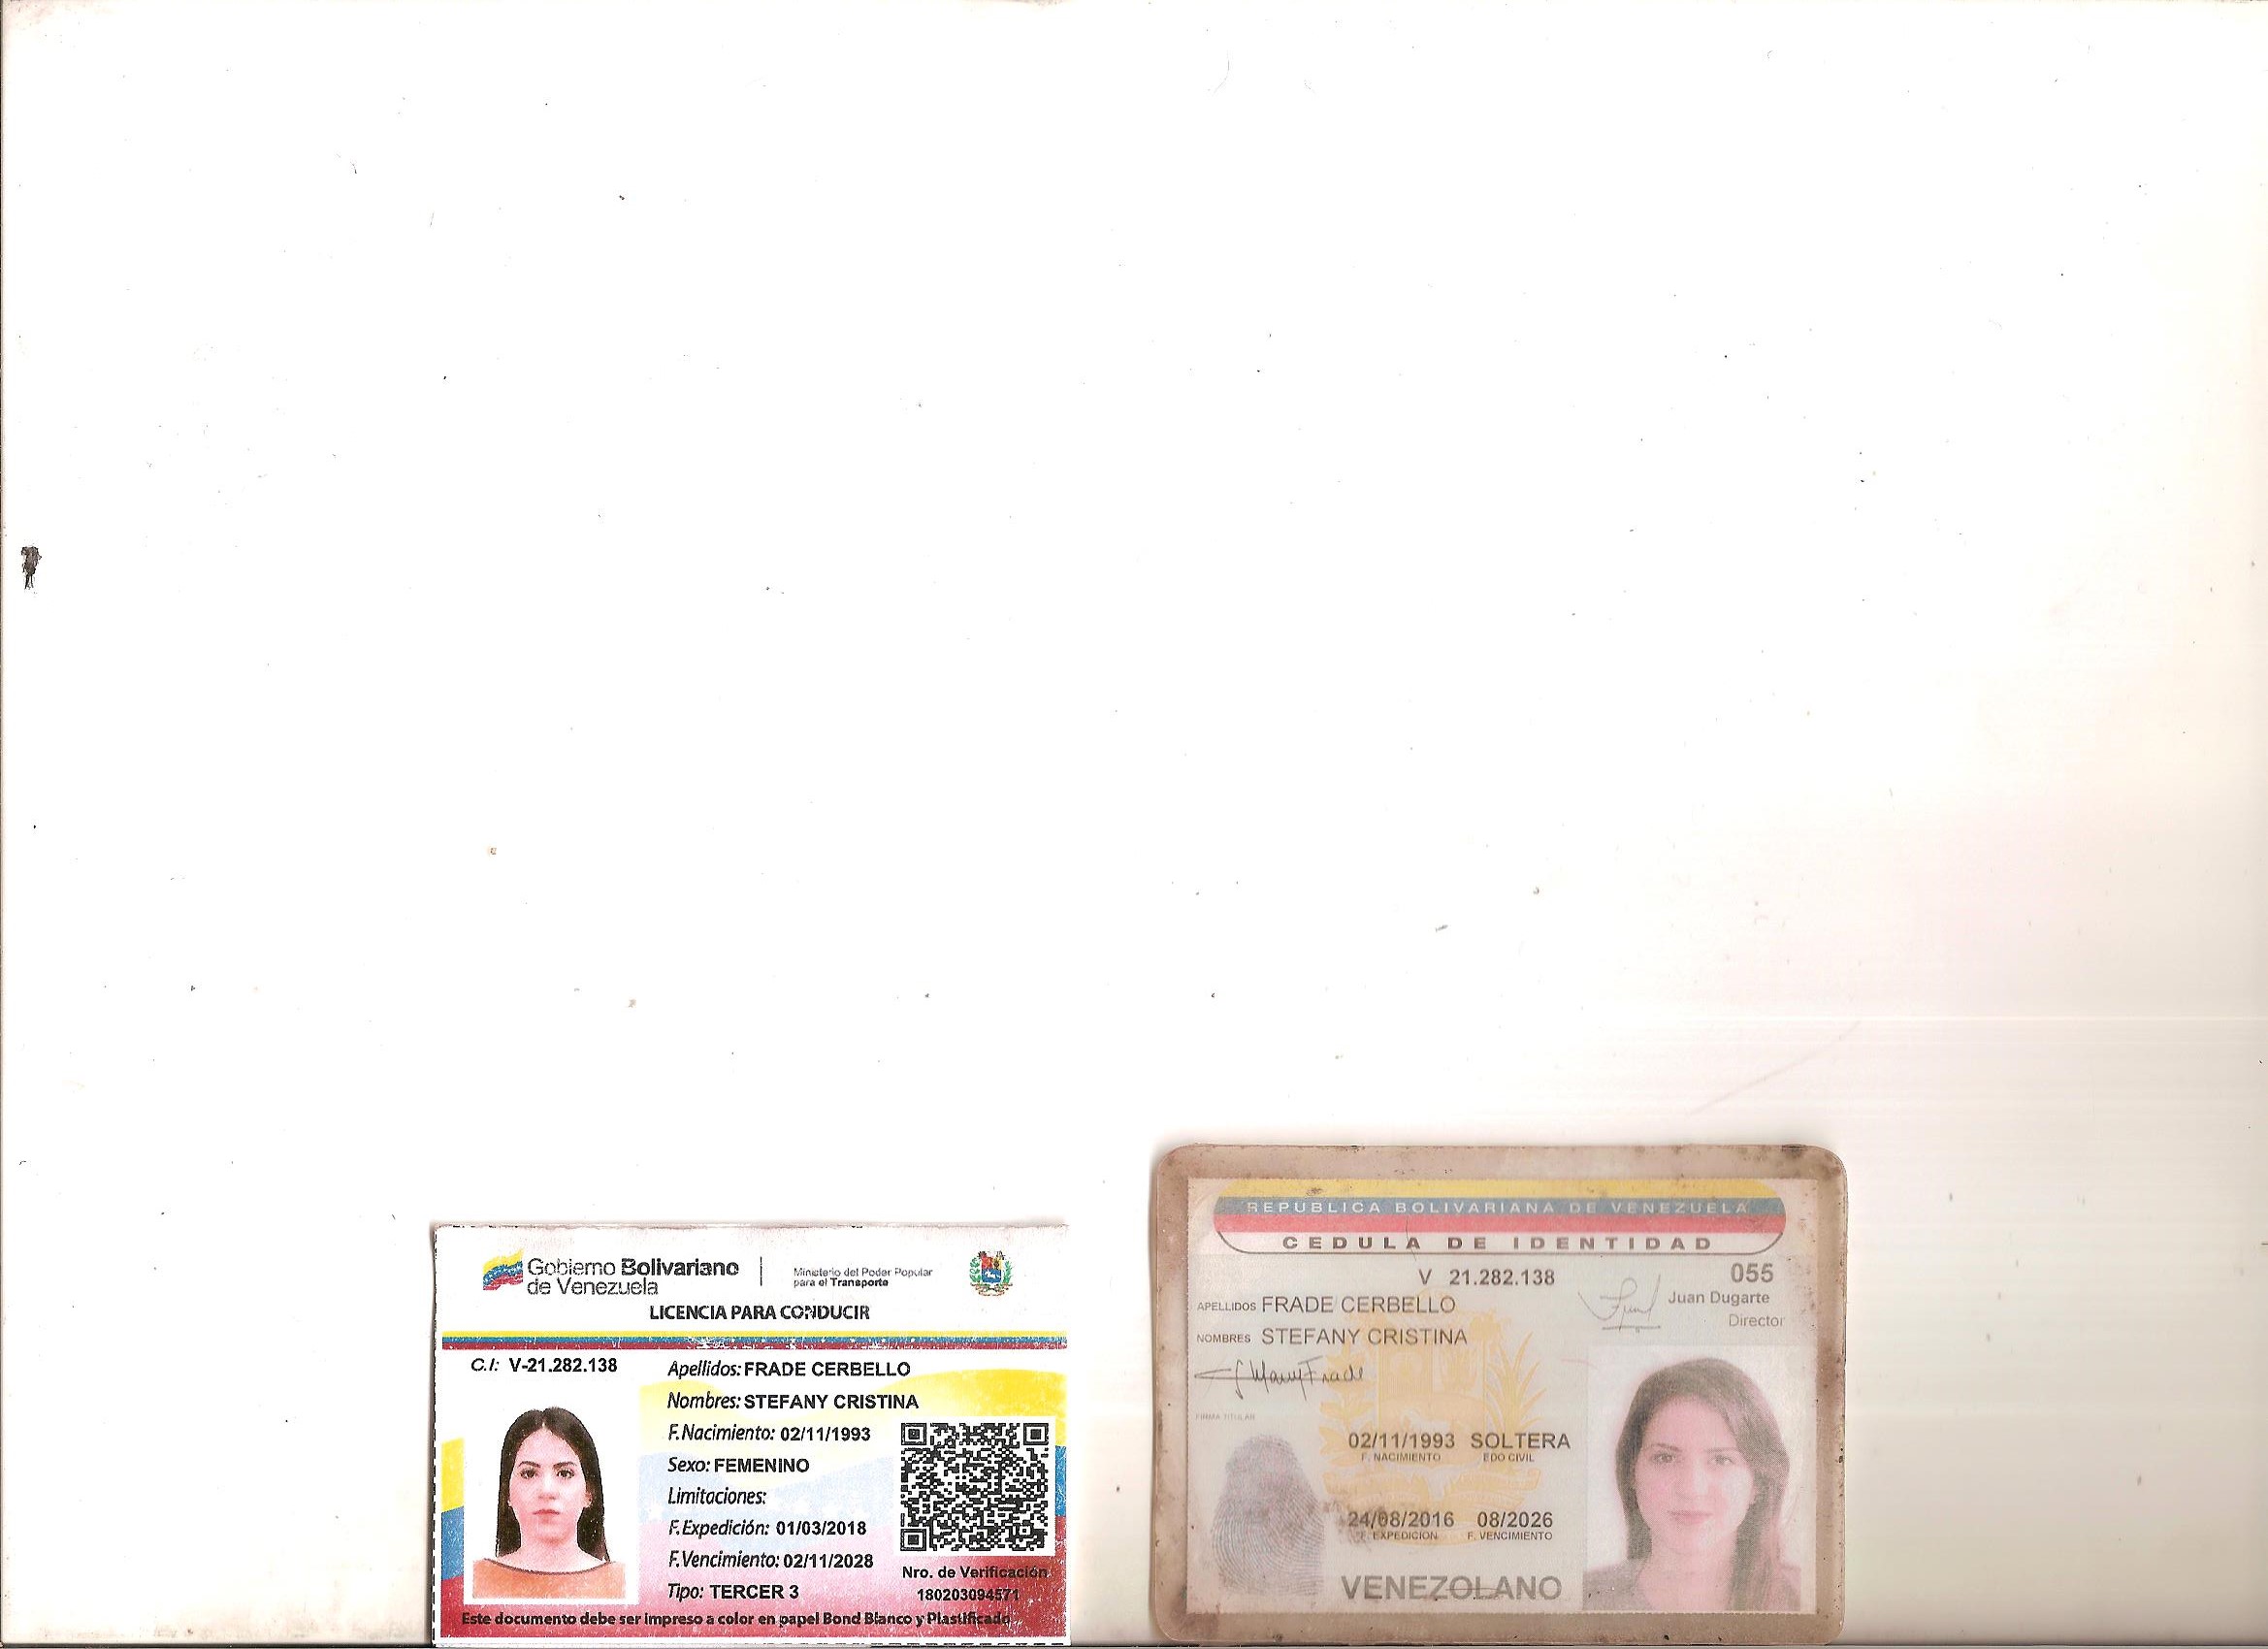 Gobierno Bolivariano
de Venezuela
Ministerio del Poder Popular
para el Transporte
LICENCIA PARA CONDUCIR
C.I: V-21.282.138
Apellidos: FRADE CERBELLO
Nombres: STEFANY CRISTINA
F. Nacimiento: 02/11/1993
Sexo: FEMENINO
Limitaciones:
F. Expedición: 01/03/2018
F. Vencimiento: 02/11/2028
Tipo: TERCER 3
Nro. de Verificación
180203094571
Este documento debe ser impreso a color en papel Bond Blanco y Plastificado
REPUBLICA BOLIVARIANA DE VENEZUELA
CEDULA DE IDENTIDAD
V 21.282.138
055
Juan Dugarte
Director
APELLIDOS FRADE CERBELLO
NOMBRES STEFANY CRISTINA
Frade
FIRMA TITULAR
02/11/1993 SOLTERA
F. NACIMIENTO EDO CIVIL
24/08/2016 08/2026
F. EXPEDICION F. VENCIMIENTO
VENEZOLANO